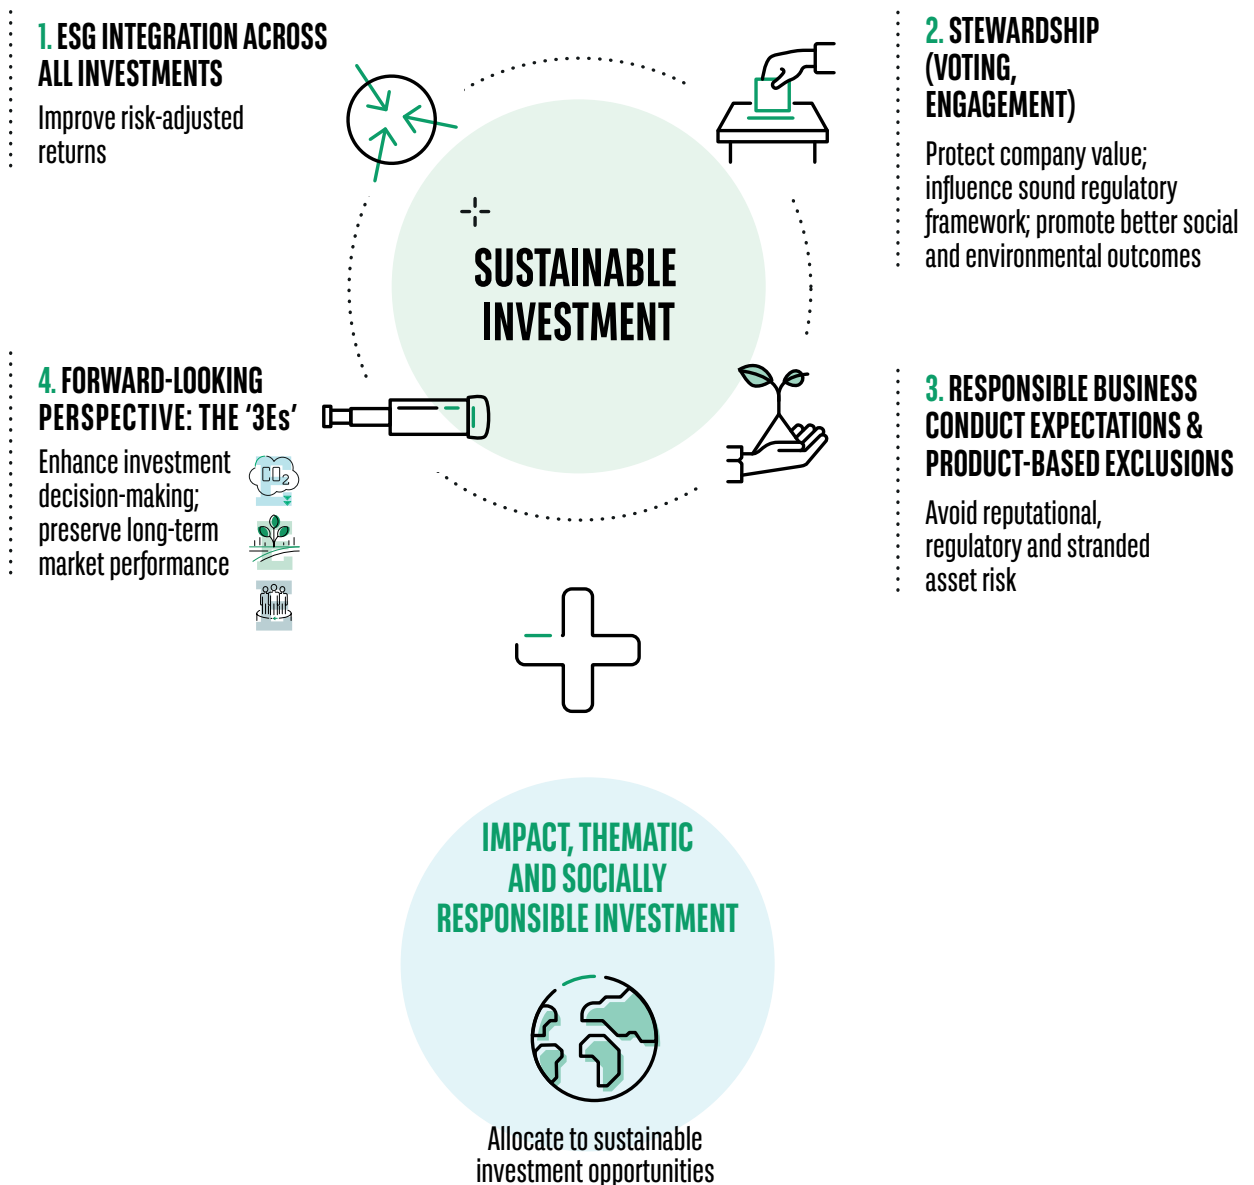 1. ESG INTEGRATION ACROSS
ALL INVESTMENTS
Improve risk-adjusted
returns
2. STEWARDSHIP
(VOTING,
ENGAGEMENT)
Protect company value;
influence sound regulatory
framework; promote better social
and environmental outcomes
SUSTAINABLE
INVESTMENT
4. FORWARD-LOOKING
PERSPECTIVE: THE ‘3Es’
Enhance investment
decision-making;
preserve long-term
market performance
CO2
3. RESPONSIBLE BUSINESS
CONDUCT EXPECTATIONS &
PRODUCT-BASED EXCLUSIONS
Avoid reputational,
regulatory and stranded
asset risk
IMPACT, THEMATIC
AND SOCIALLY
RESPONSIBLE INVESTMENT
Allocate to sustainable
investment opportunities